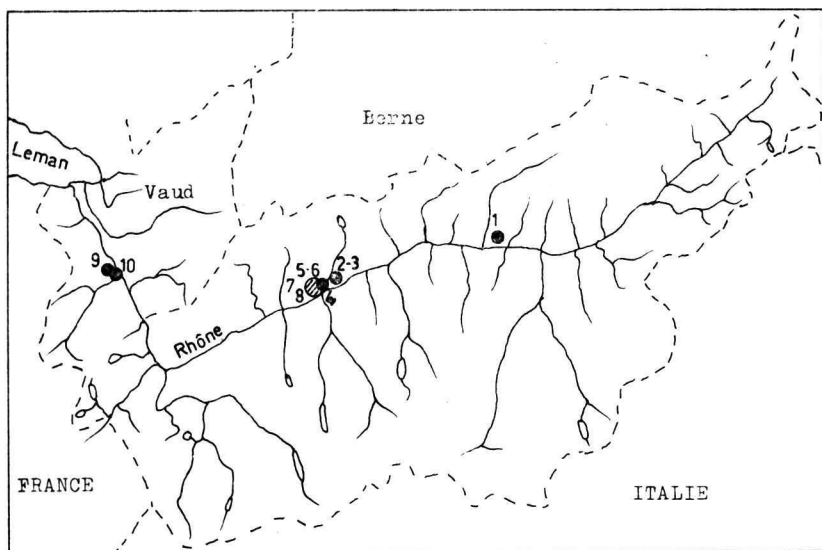 Berne
Leman
Vaud
1
5-6
2-3
7
8
4
9
10
Rhône
FRANCE
ITALIE